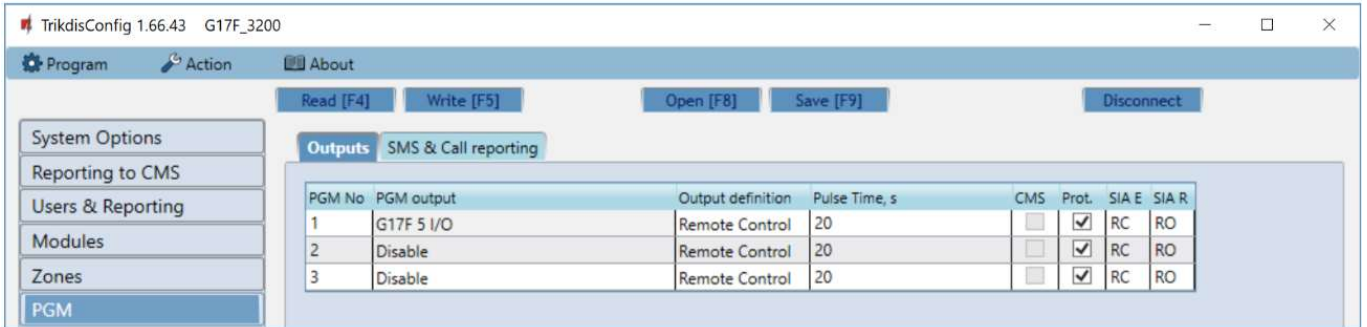 TrikdisConfig 1.66.43 G17F_3200
Program Action About
Read [F4] Write [F5] Open [F8] Save [F9] Disconnect
System Options
Reporting to CMS
Users & Reporting
Modules
Zones
PGM
Outputs SMS & Call reporting
PGM No PGM output Output definition Pulse Time, s CMS Prot. SIA E SIA R
1 G17F 5 I/O Remote Control 20 RC RO
2 Disable Remote Control 20 RC RO
3 Disable Remote Control 20 RC RO